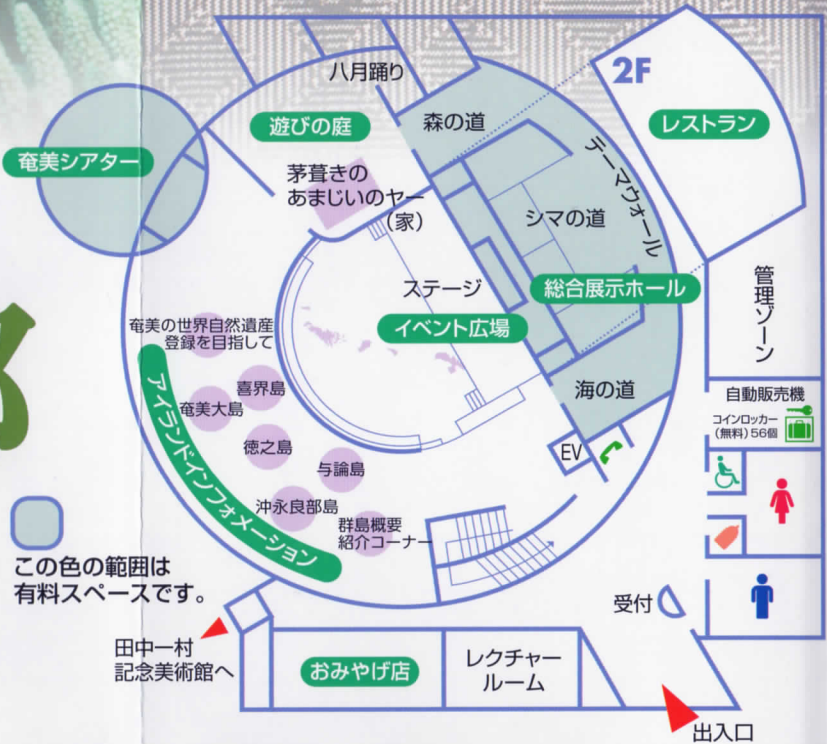 八月踊り
2F
遊びの庭
森の道
レストラン
奄美シアター
テーマウォール
茅葺きの
あまじいのヤー
(家)
シマの道
管理ゾーン
ステージ
総合展示ホール
イベント広場
奄美の世界自然遺産
登録を目指して
アイランドインフォメーション
喜界島
奄美大島
海の道
自動販売機
コインロッカー
(無料)56個
徳之島
EV
与論島
沖永良部島
群島概要
紹介コーナー
この色の範囲は
有料スペースです。
受付
田中一村
記念美術館へ
おみやげ店
レクチャー
ルーム
出入口